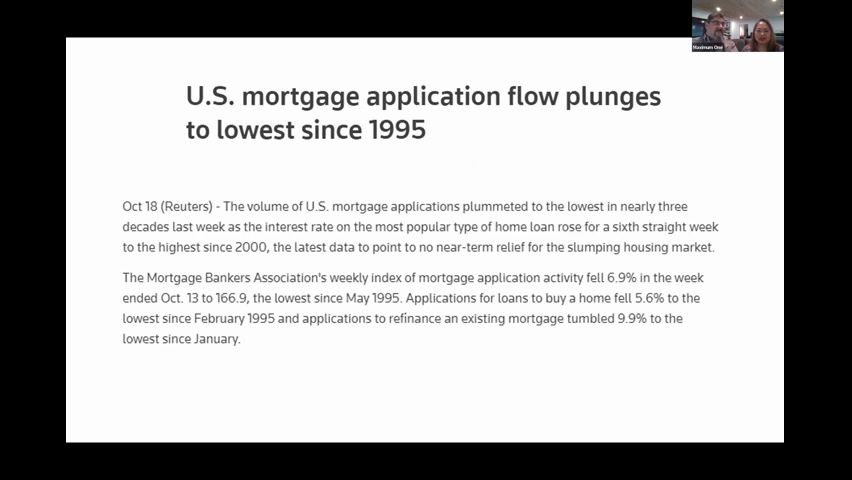 Maximum One
U.S. mortgage application flow plunges
to lowest since 1995
Oct 18 (Reuters) - The volume of U.S. mortgage applications plummeted to the lowest in nearly three
decades last week as the interest rate on the most popular type of home loan rose for a sixth straight week
to the highest since 2000, the latest data to point to no near-term relief for the slumping housing market.
The Mortgage Bankers Association's weekly index of mortgage application activity fell 6.9% in the week
ended Oct. 13 to 166.9, the lowest since May 1995. Applications for loans to buy a home fell 5.6% to the
lowest since February 1995 and applications to refinance an existing mortgage tumbled 9.9% to the
lowest since January.